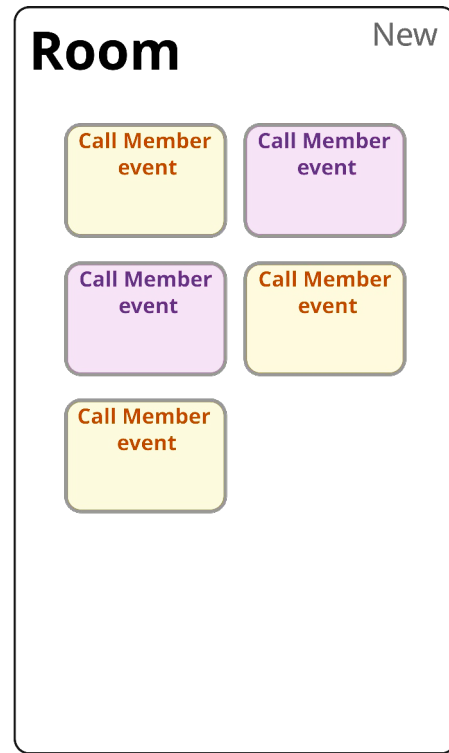 Room
New
Call Member
event
Call Member
event
Call Member
event
Call Member
event
Call Member
event